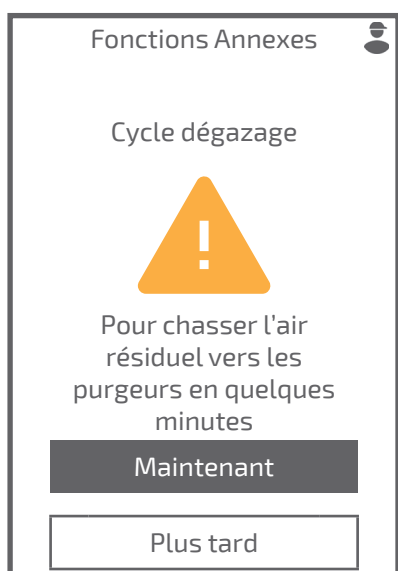 Fonctions Annexes
Cycle dégazage
!
Pour chasser l'air
résiduel vers les
purgeurs en quelques
minutes
Maintenant
Plus tard